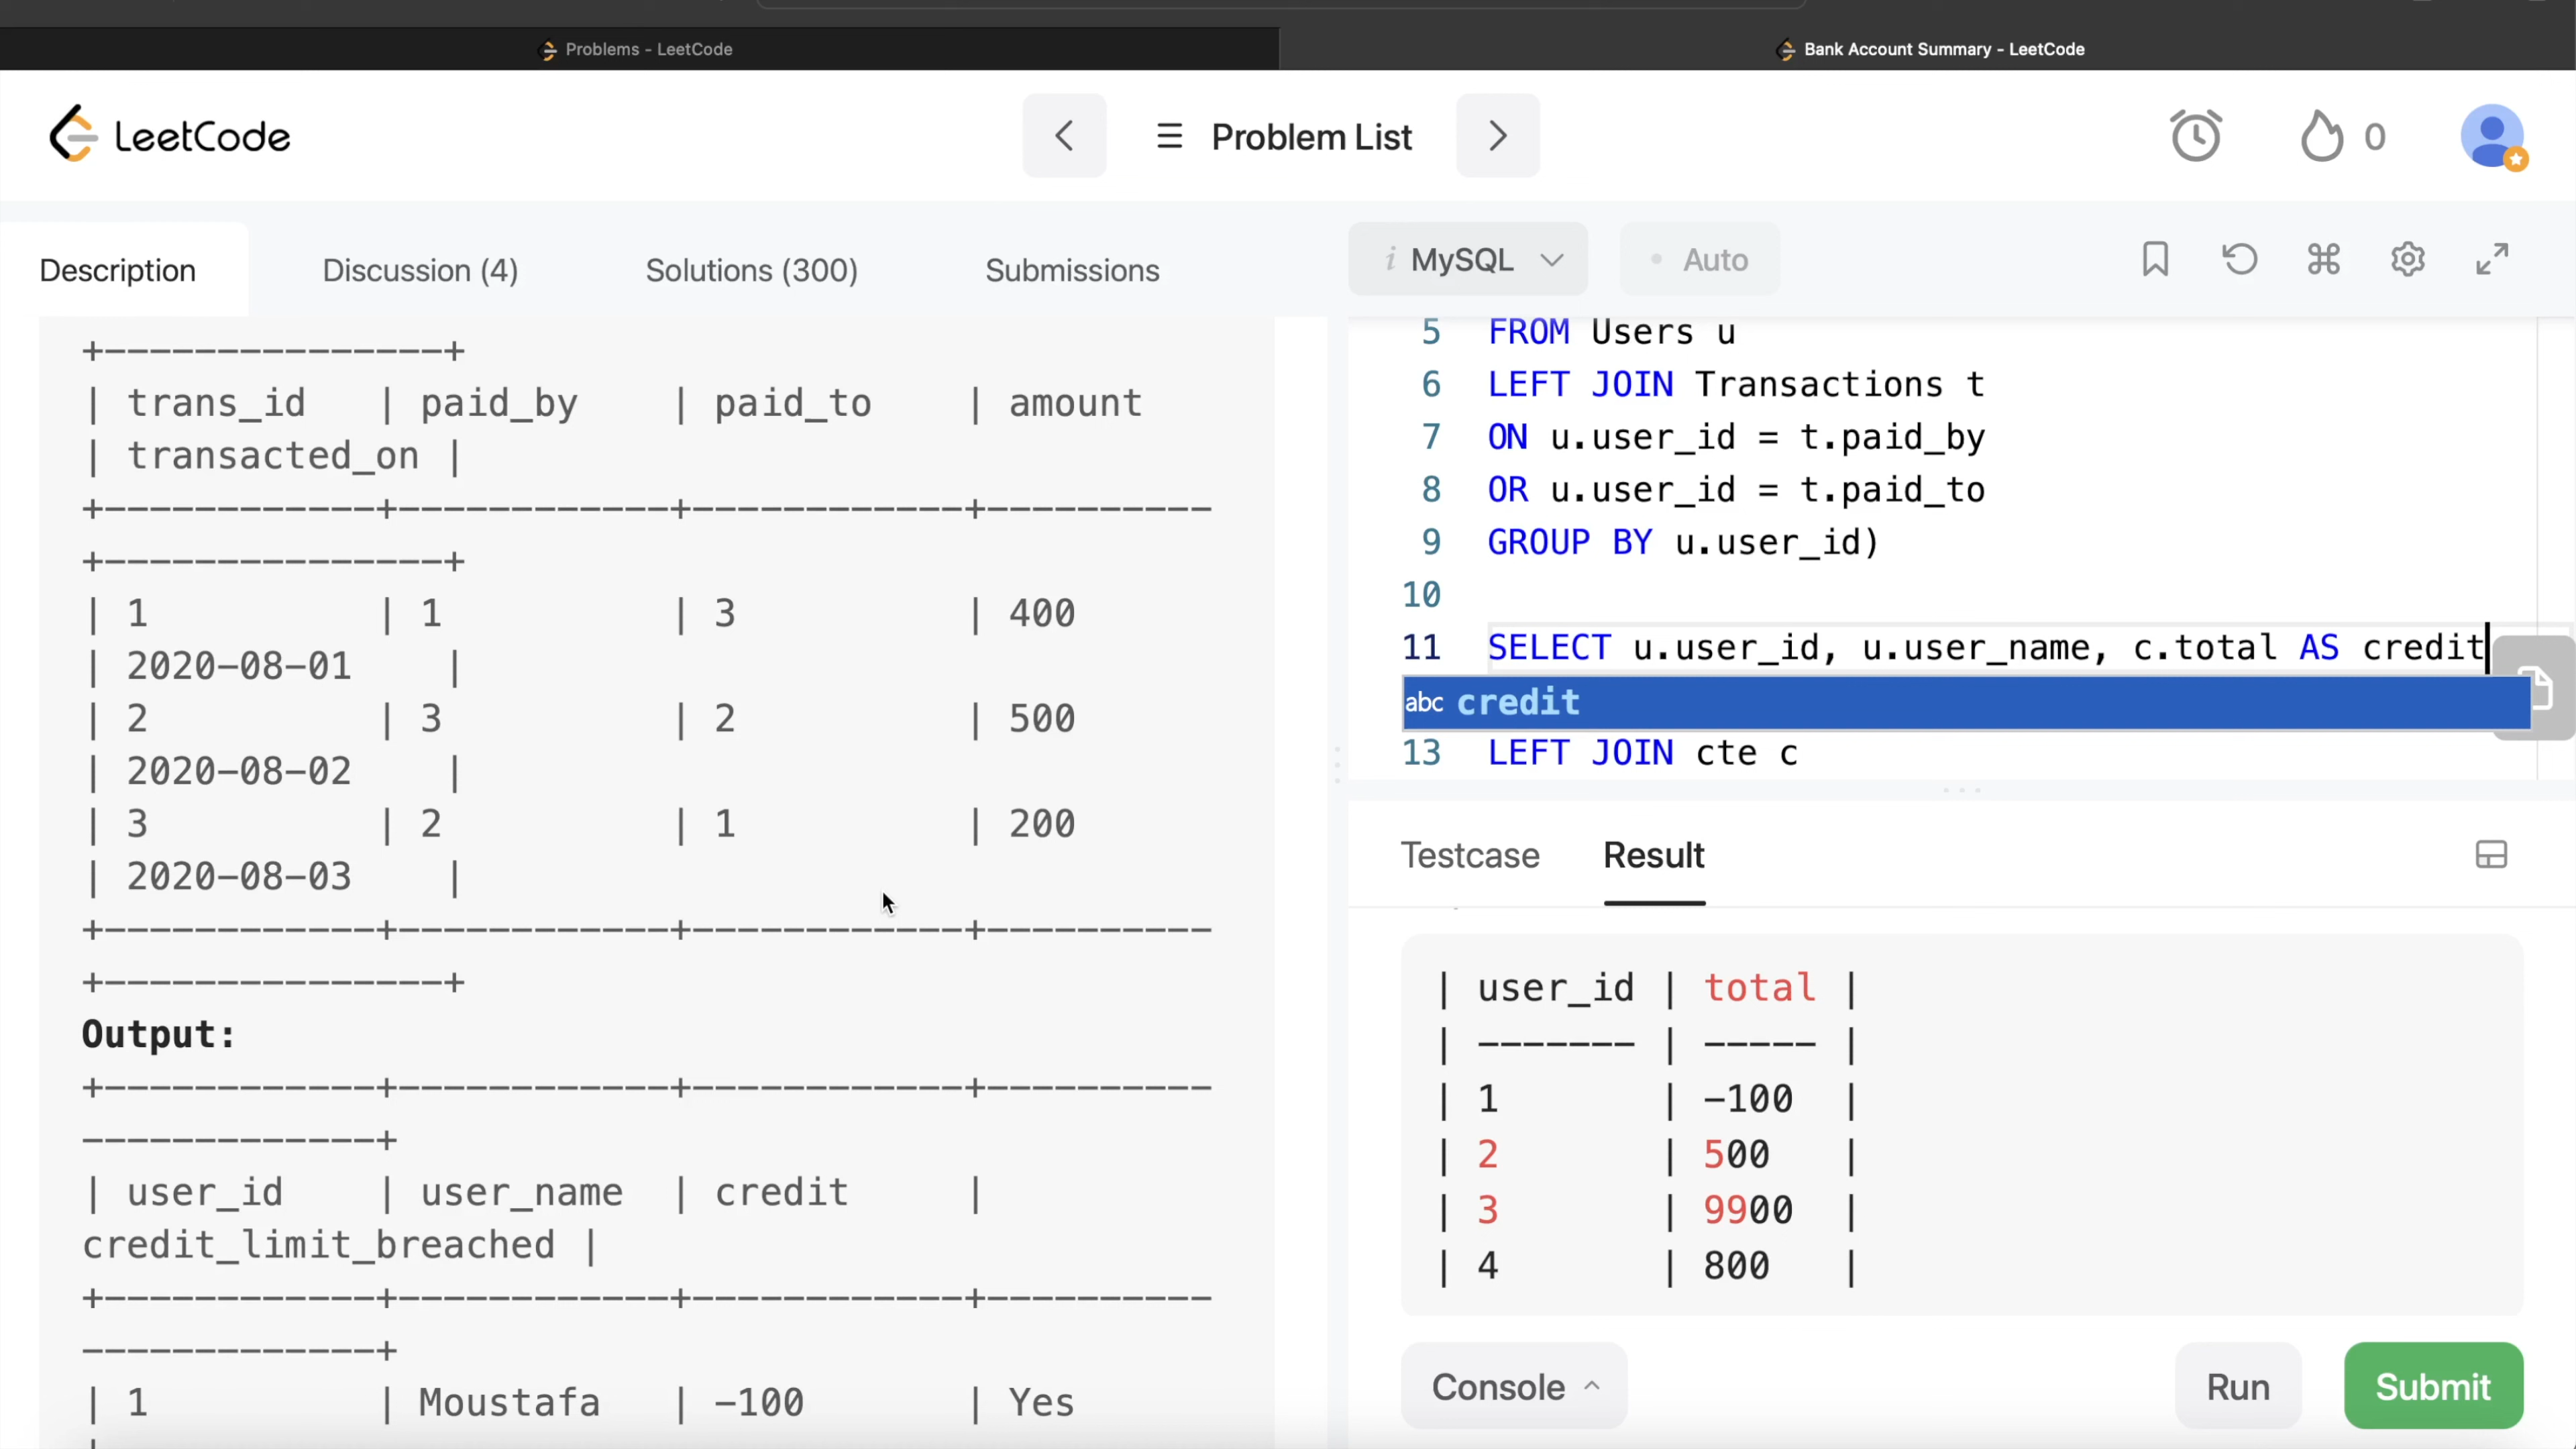 Problems - LeetCode
Bank Account Summary - LeetCode
LeetCode
Problem List
0
Description
Discussion (4)
Solutions (300)
Submissions
+---------------+
| trans_id | paid_by | paid_to | amount
| transacted_on |
+------------+------------+------------+----------
+---------------+
| 1 | 1 | 3 | 400
| 2020-08-01 |
| 2 | 3 | 2 | 500
| 2020-08-02 |
| 3 | 2 | 1 | 200
| 2020-08-03 |
+------------+------------+------------+----------
+---------------+
Output:
+------------+------------+------------+----------
-------------+
| user_id | user_name | credit |
credit_limit_breached |
+------------+------------+------------+----------
-------------+
| 1 | Moustafa | -100 | Yes
i MySQL
Auto
5 FROM Users u
6 LEFT JOIN Transactions t
7 ON u.user_id = t.paid_by
8 OR u.user_id = t.paid_to
9 GROUP BY u.user_id)
10
11 SELECT u.user_id, u.user_name, c.total AS credit
abc credit
13 LEFT JOIN cte c
Testcase
Result
| user_id | total |
| ------- | ----- |
| 1 | -100 |
| 2 | 500 |
| 3 | 9900 |
| 4 | 800 |
Console
Run
Submit